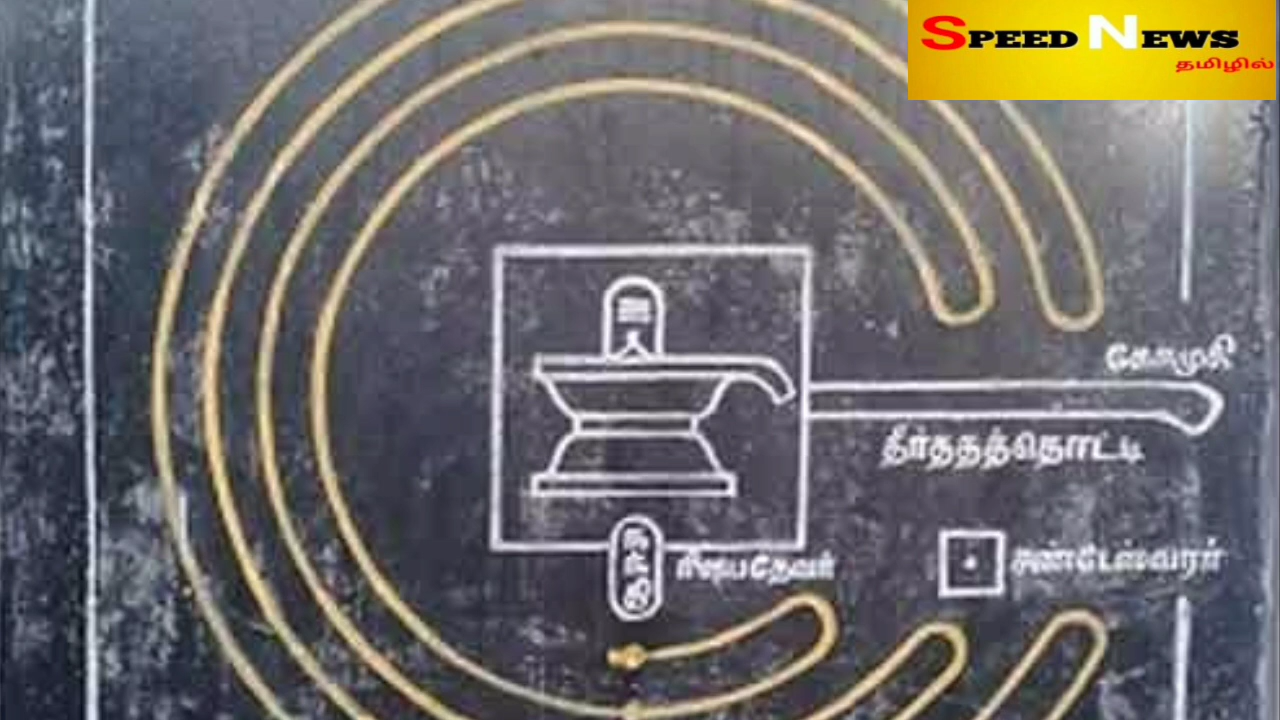 SPEED NEWS
தமிழில்
கோமுகி
தீர்தத்தொட்டி
ரிஷபதேவர்
சண்டேஸ்வரர்